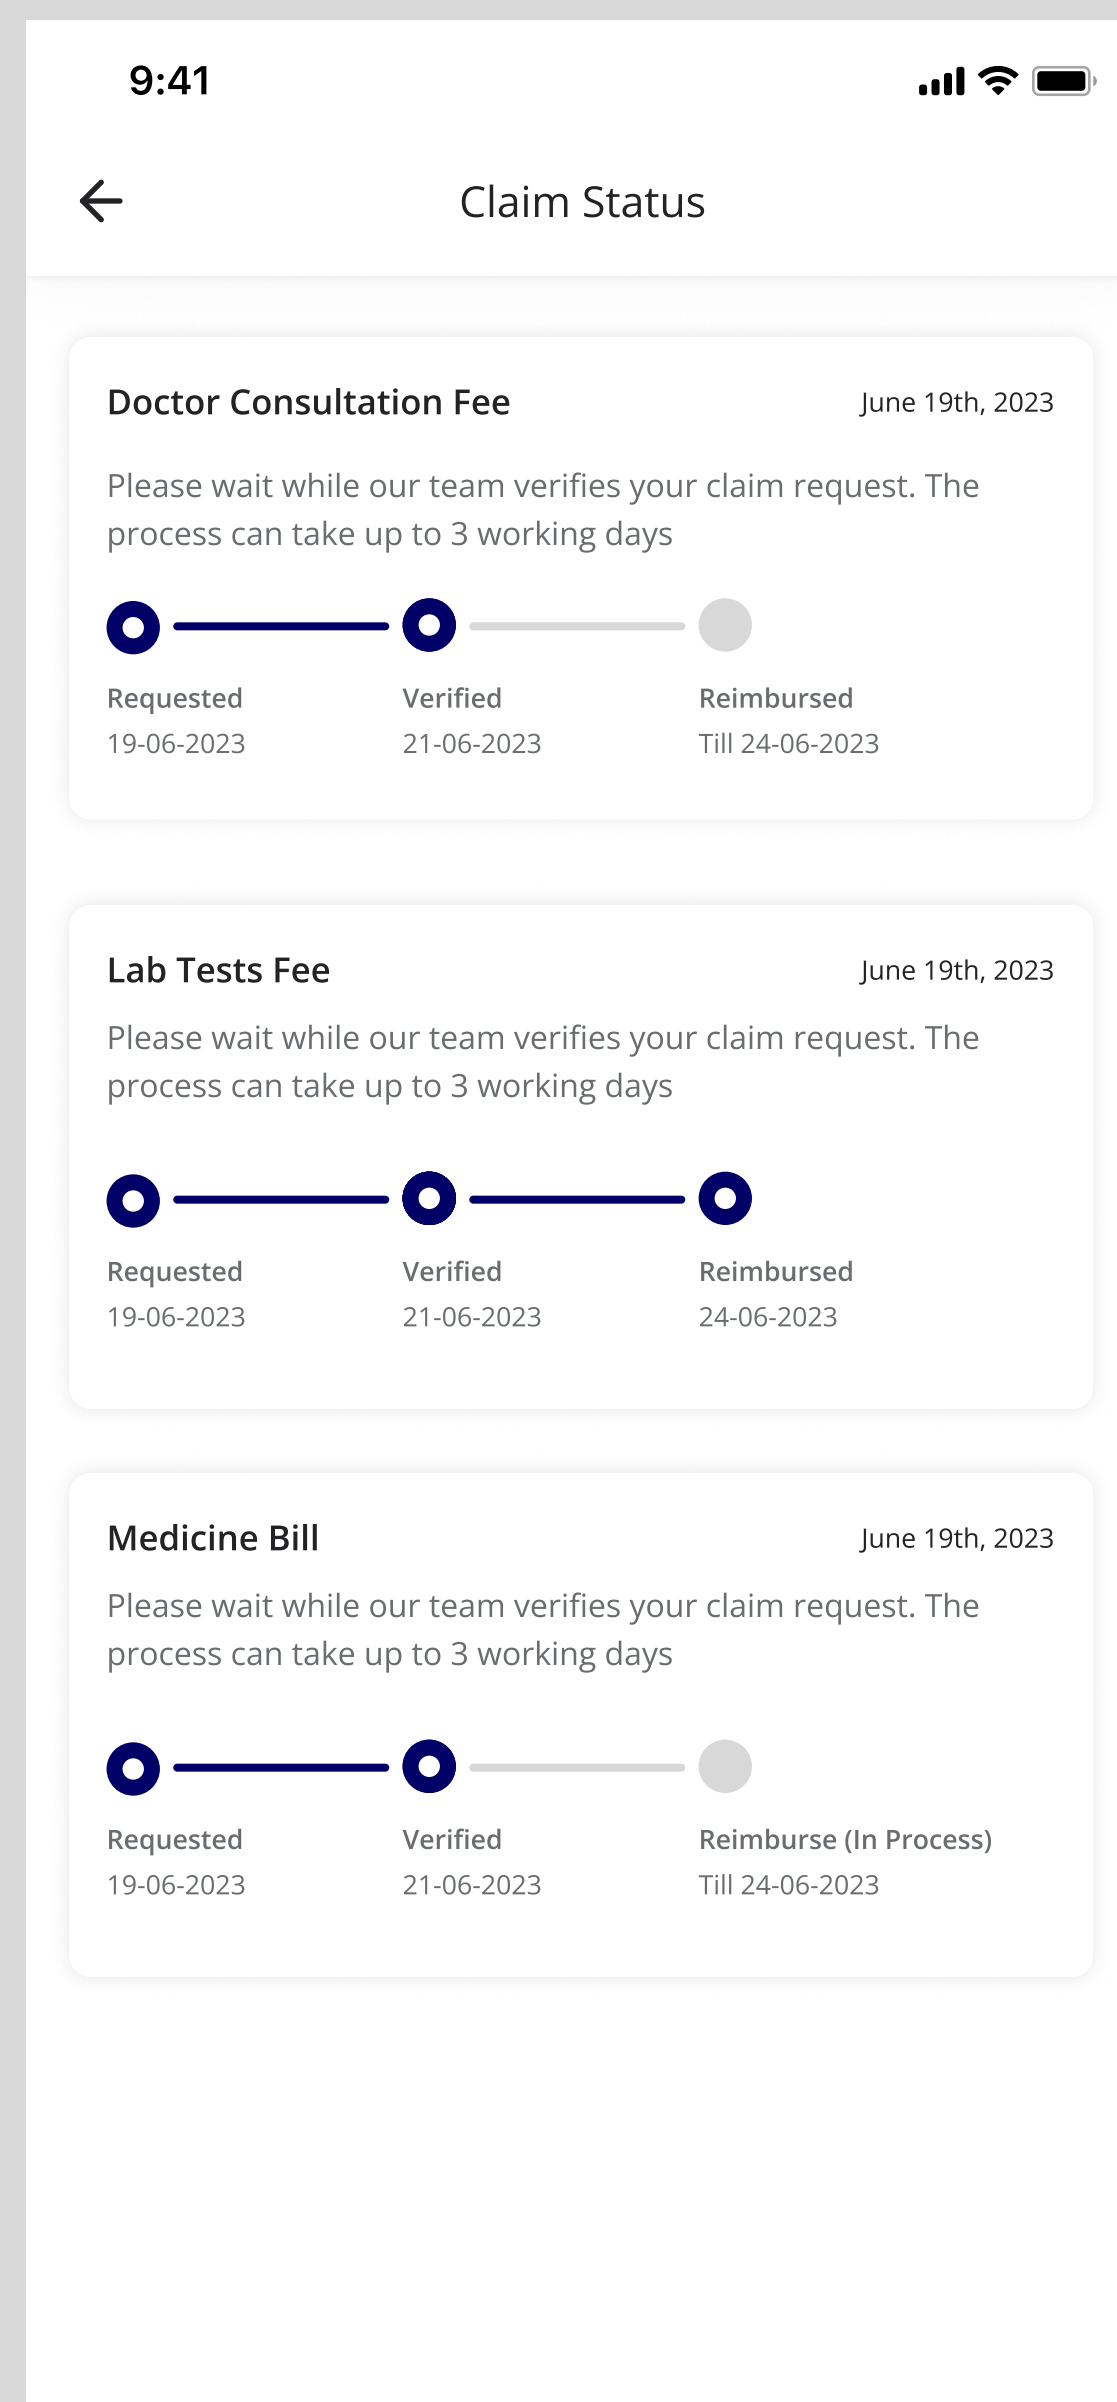 9:41
Claim Status
Doctor Consultation Fee
June 19th, 2023
Please wait while our team verifies your claim request. The
process can take up to 3 working days
Requested
Verified
Reimbursed
19-06-2023
21-06-2023
Till 24-06-2023
Lab Tests Fee
June 19th, 2023
Please wait while our team verifies your claim request. The
process can take up to 3 working days
Requested
Verified
Reimbursed
19-06-2023
21-06-2023
24-06-2023
Medicine Bill
June 19th, 2023
Please wait while our team verifies your claim request. The
process can take up to 3 working days
Requested
Verified
Reimburse (In Process)
19-06-2023
21-06-2023
Till 24-06-2023